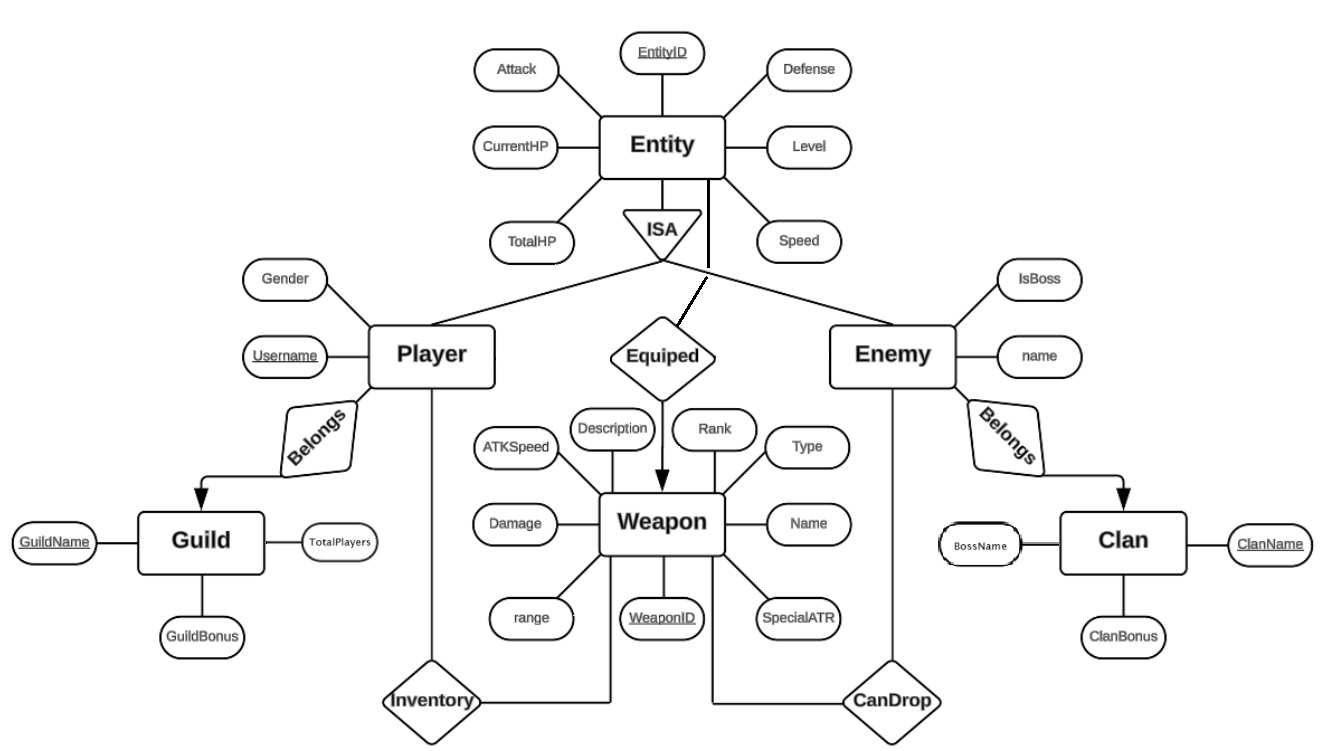 EntityID
Attack
Defense
Entity
CurrentHP
Level
ISA
TotalHP
Speed
Gender
IsBoss
Player
Equiped
Enemy
Username
name
Belongs
Belongs
Description
Rank
ATKSpeed
Type
Weapon
Damage
Name
Guild
Clan
GuildName
TotalPlayers
BossName
ClanName
range
WeaponID
SpecialATR
GuildBonus
ClanBonus
Inventory
CanDrop